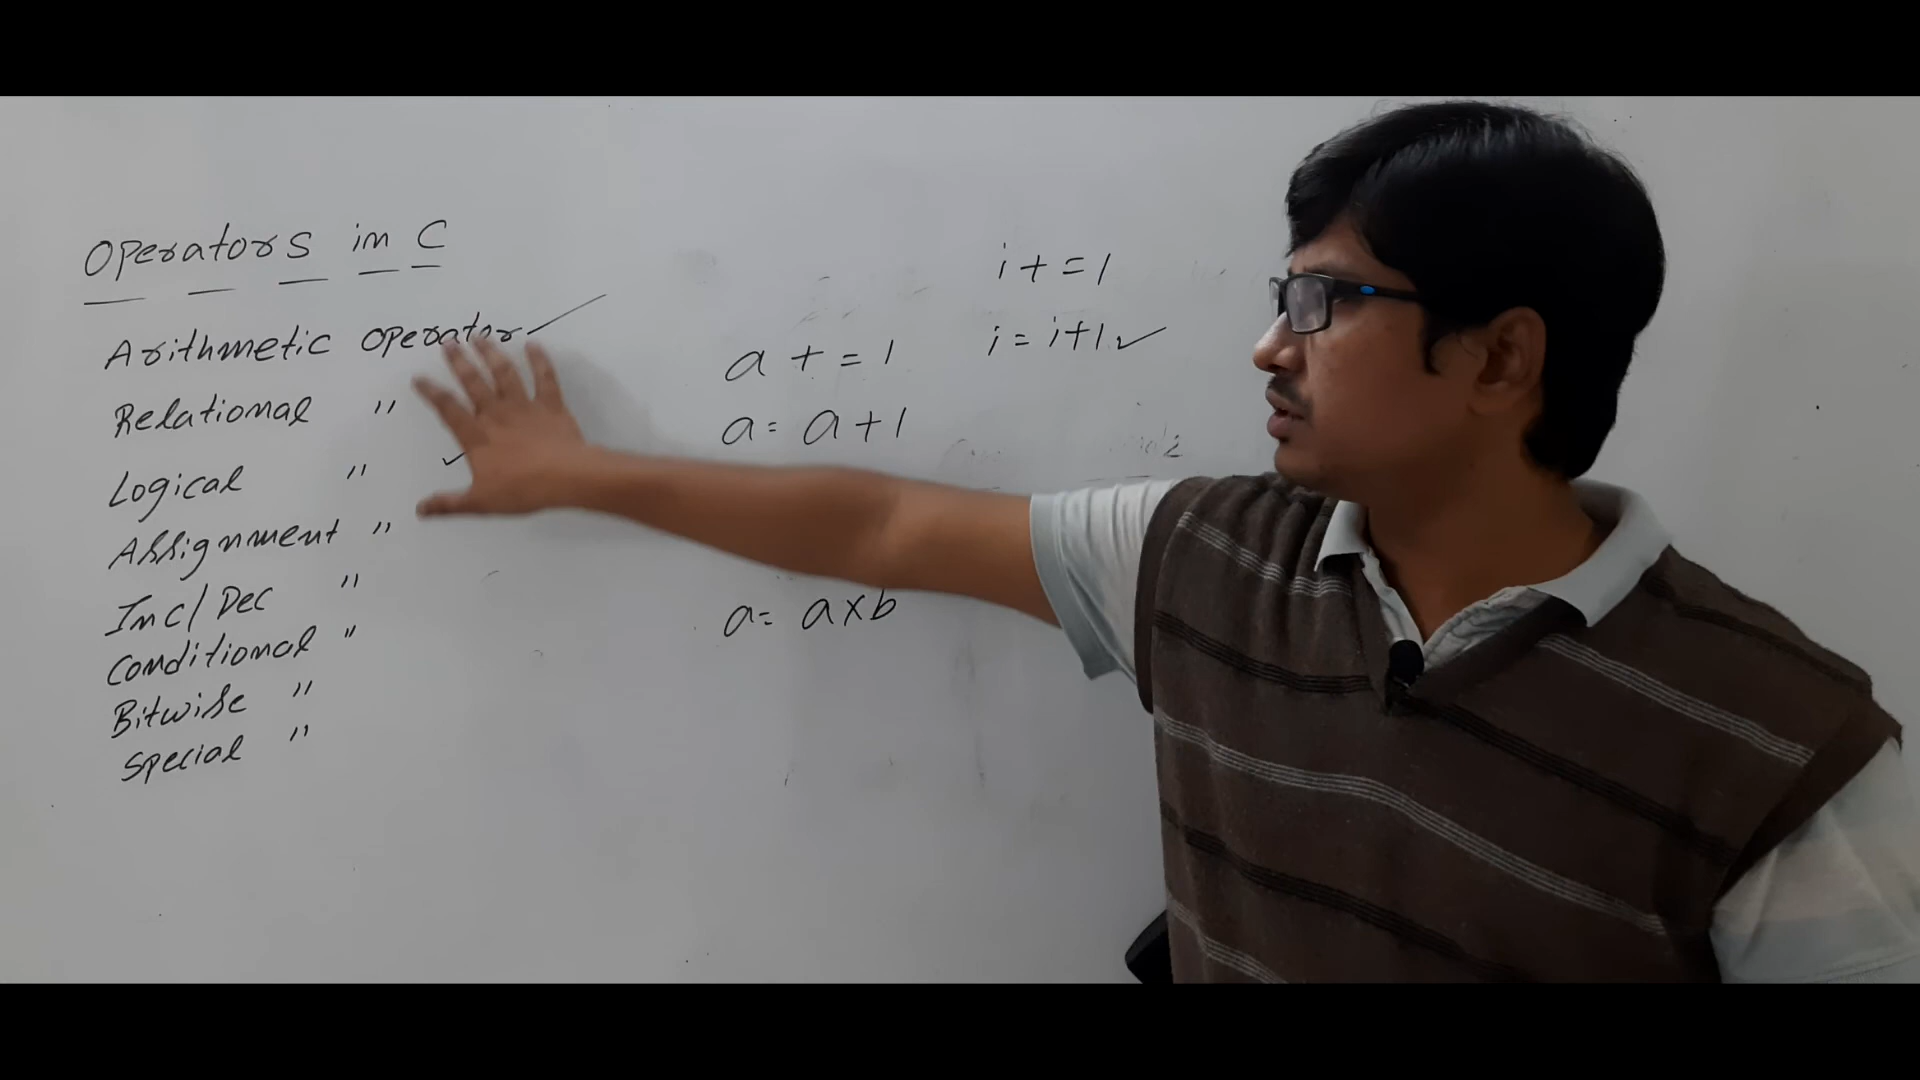 Operators in C
Arithmetic operator ✓
Relational "
Logical " ✓
Assignment "
Inc/Dec "
Conditional "
Bitwise "
Special "
a + = 1
a = a + 1
a = a x b
i + = 1
i = i + 1 ✓